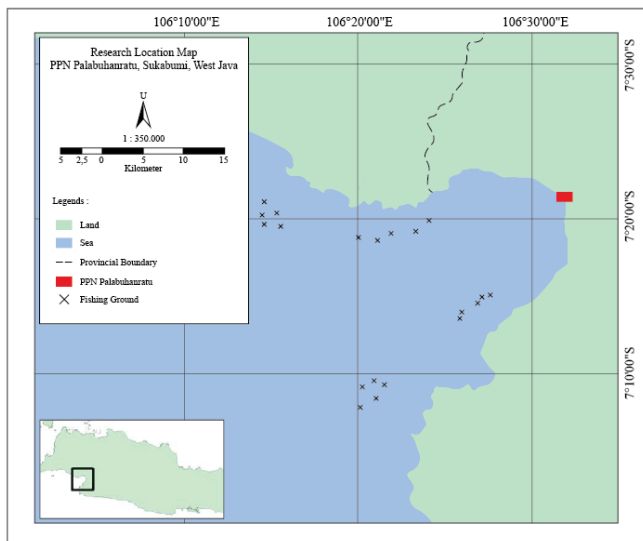 106°10'00"E
106°20'00"E
106°30'00"E
Research Location Map
PPN Palabuhanratu, Sukabumi, West Java
U
1 : 350.000
5 2,5 0 5 10 15
Kilometer
Legends :
Land
Sea
Provincial Boundary
PPN Palabuhanratu
Fishing Ground
7°30'00"S
7°20'00"S
7°10'00"S